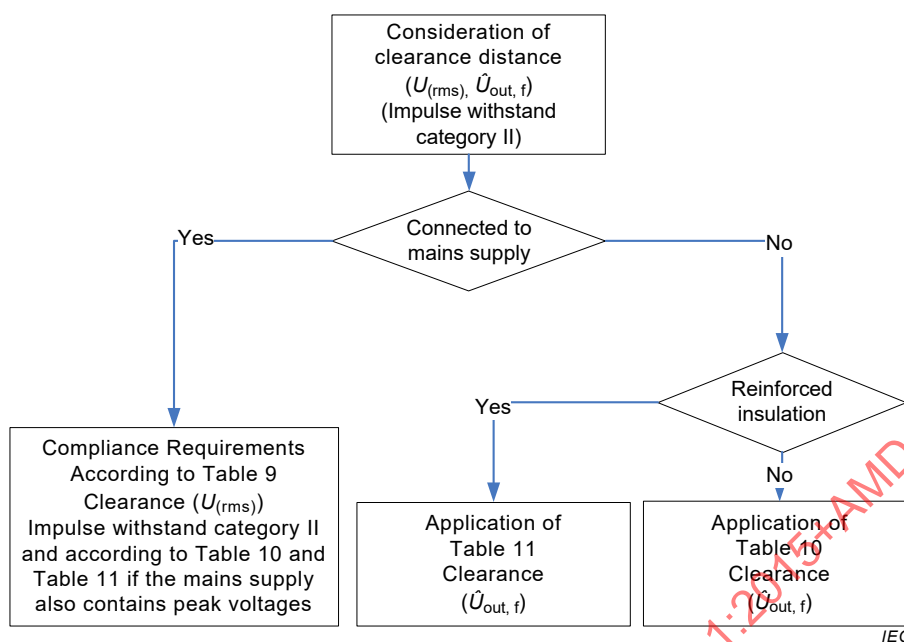 Consideration of
clearance distance
(U(rms), Ûout, f)
(Impulse withstand
category II)
Connected to
mains supply
Yes
No
Reinforced
insulation
Yes
No
Compliance Requirements
According to Table 9
Clearance (U(rms))
Impulse withstand category II
and according to Table 10 and
Table 11 if the mains supply
also contains peak voltages
Application of
Table 11
Clearance
(Ûout, f)
Application of
Table 10
Clearance
(Ûout, f)
1:2015+AMD
IEC